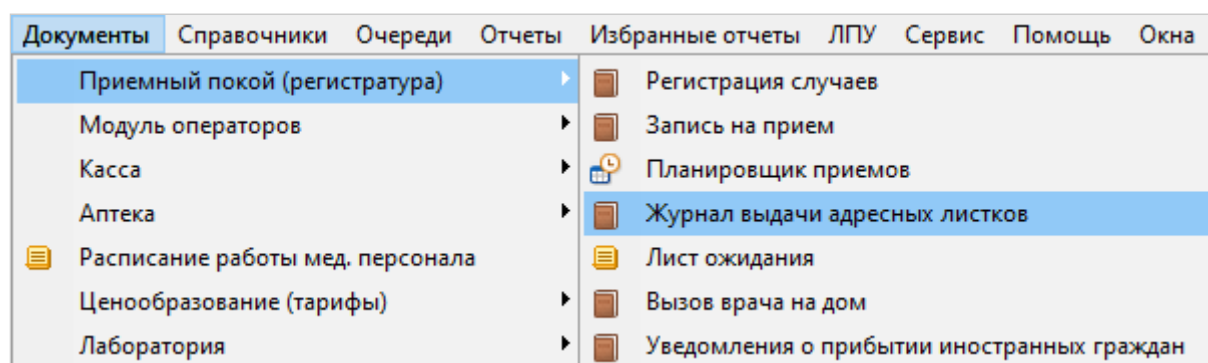 Документы Справочники Очереди Отчеты Избранные отчеты ЛПУ Сервис Помощь Окна
Приемный покой (регистратура)
Модуль операторов
Касса
Аптека
Расписание работы мед. персонала
Ценообразование (тарифы)
Лаборатория
Регистрация случаев
Запись на прием
Планировщик приемов
Журнал выдачи адресных листков
Лист ожидания
Вызов врача на дом
Уведомления о прибытии иностранных граждан